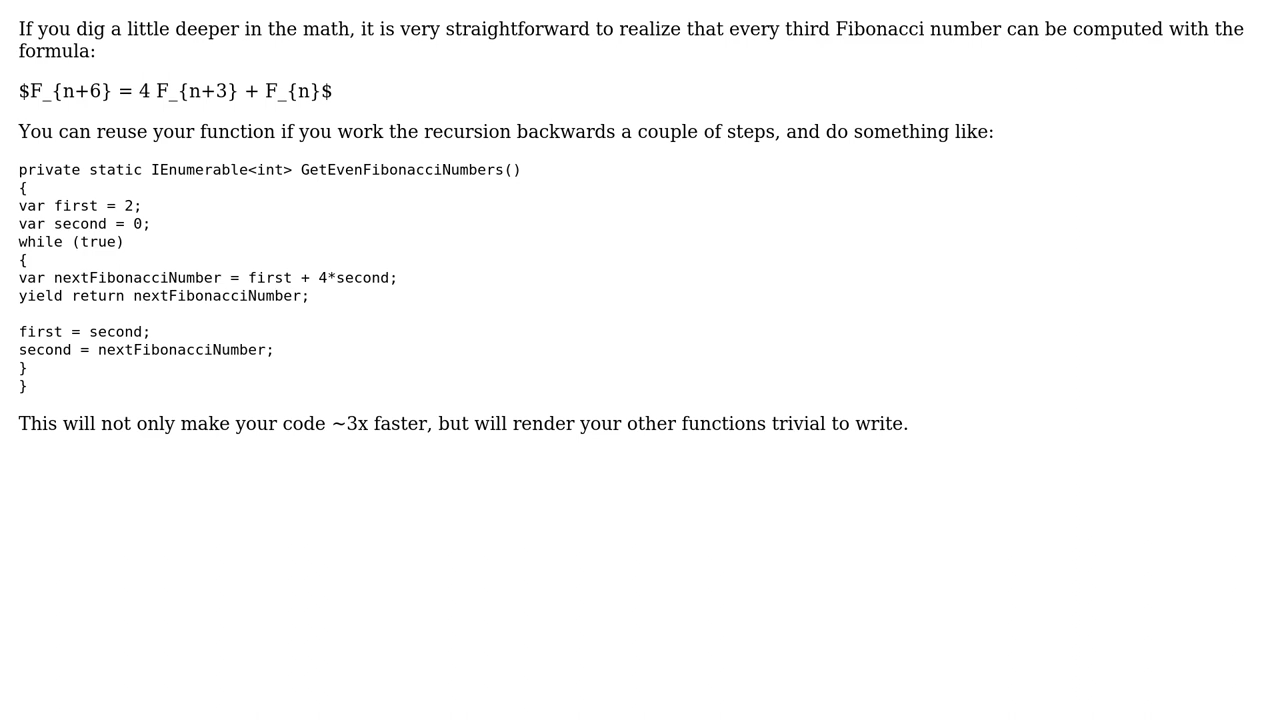 If you dig a little deeper in the math, it is very straightforward to realize that every third Fibonacci number can be computed with the
formula:
$F_{n+6} = 4 F_{n+3} + F_{n}$
You can reuse your function if you work the recursion backwards a couple of steps, and do something like:
private static IEnumerable<int> GetEvenFibonacciNumbers()
{
var first = 2;
var second = 0;
while (true)
{
var nextFibonacciNumber = first + 4*second;
yield return nextFibonacciNumber;
first = second;
second = nextFibonacciNumber;
}
}
This will not only make your code ~3x faster, but will render your other functions trivial to write.